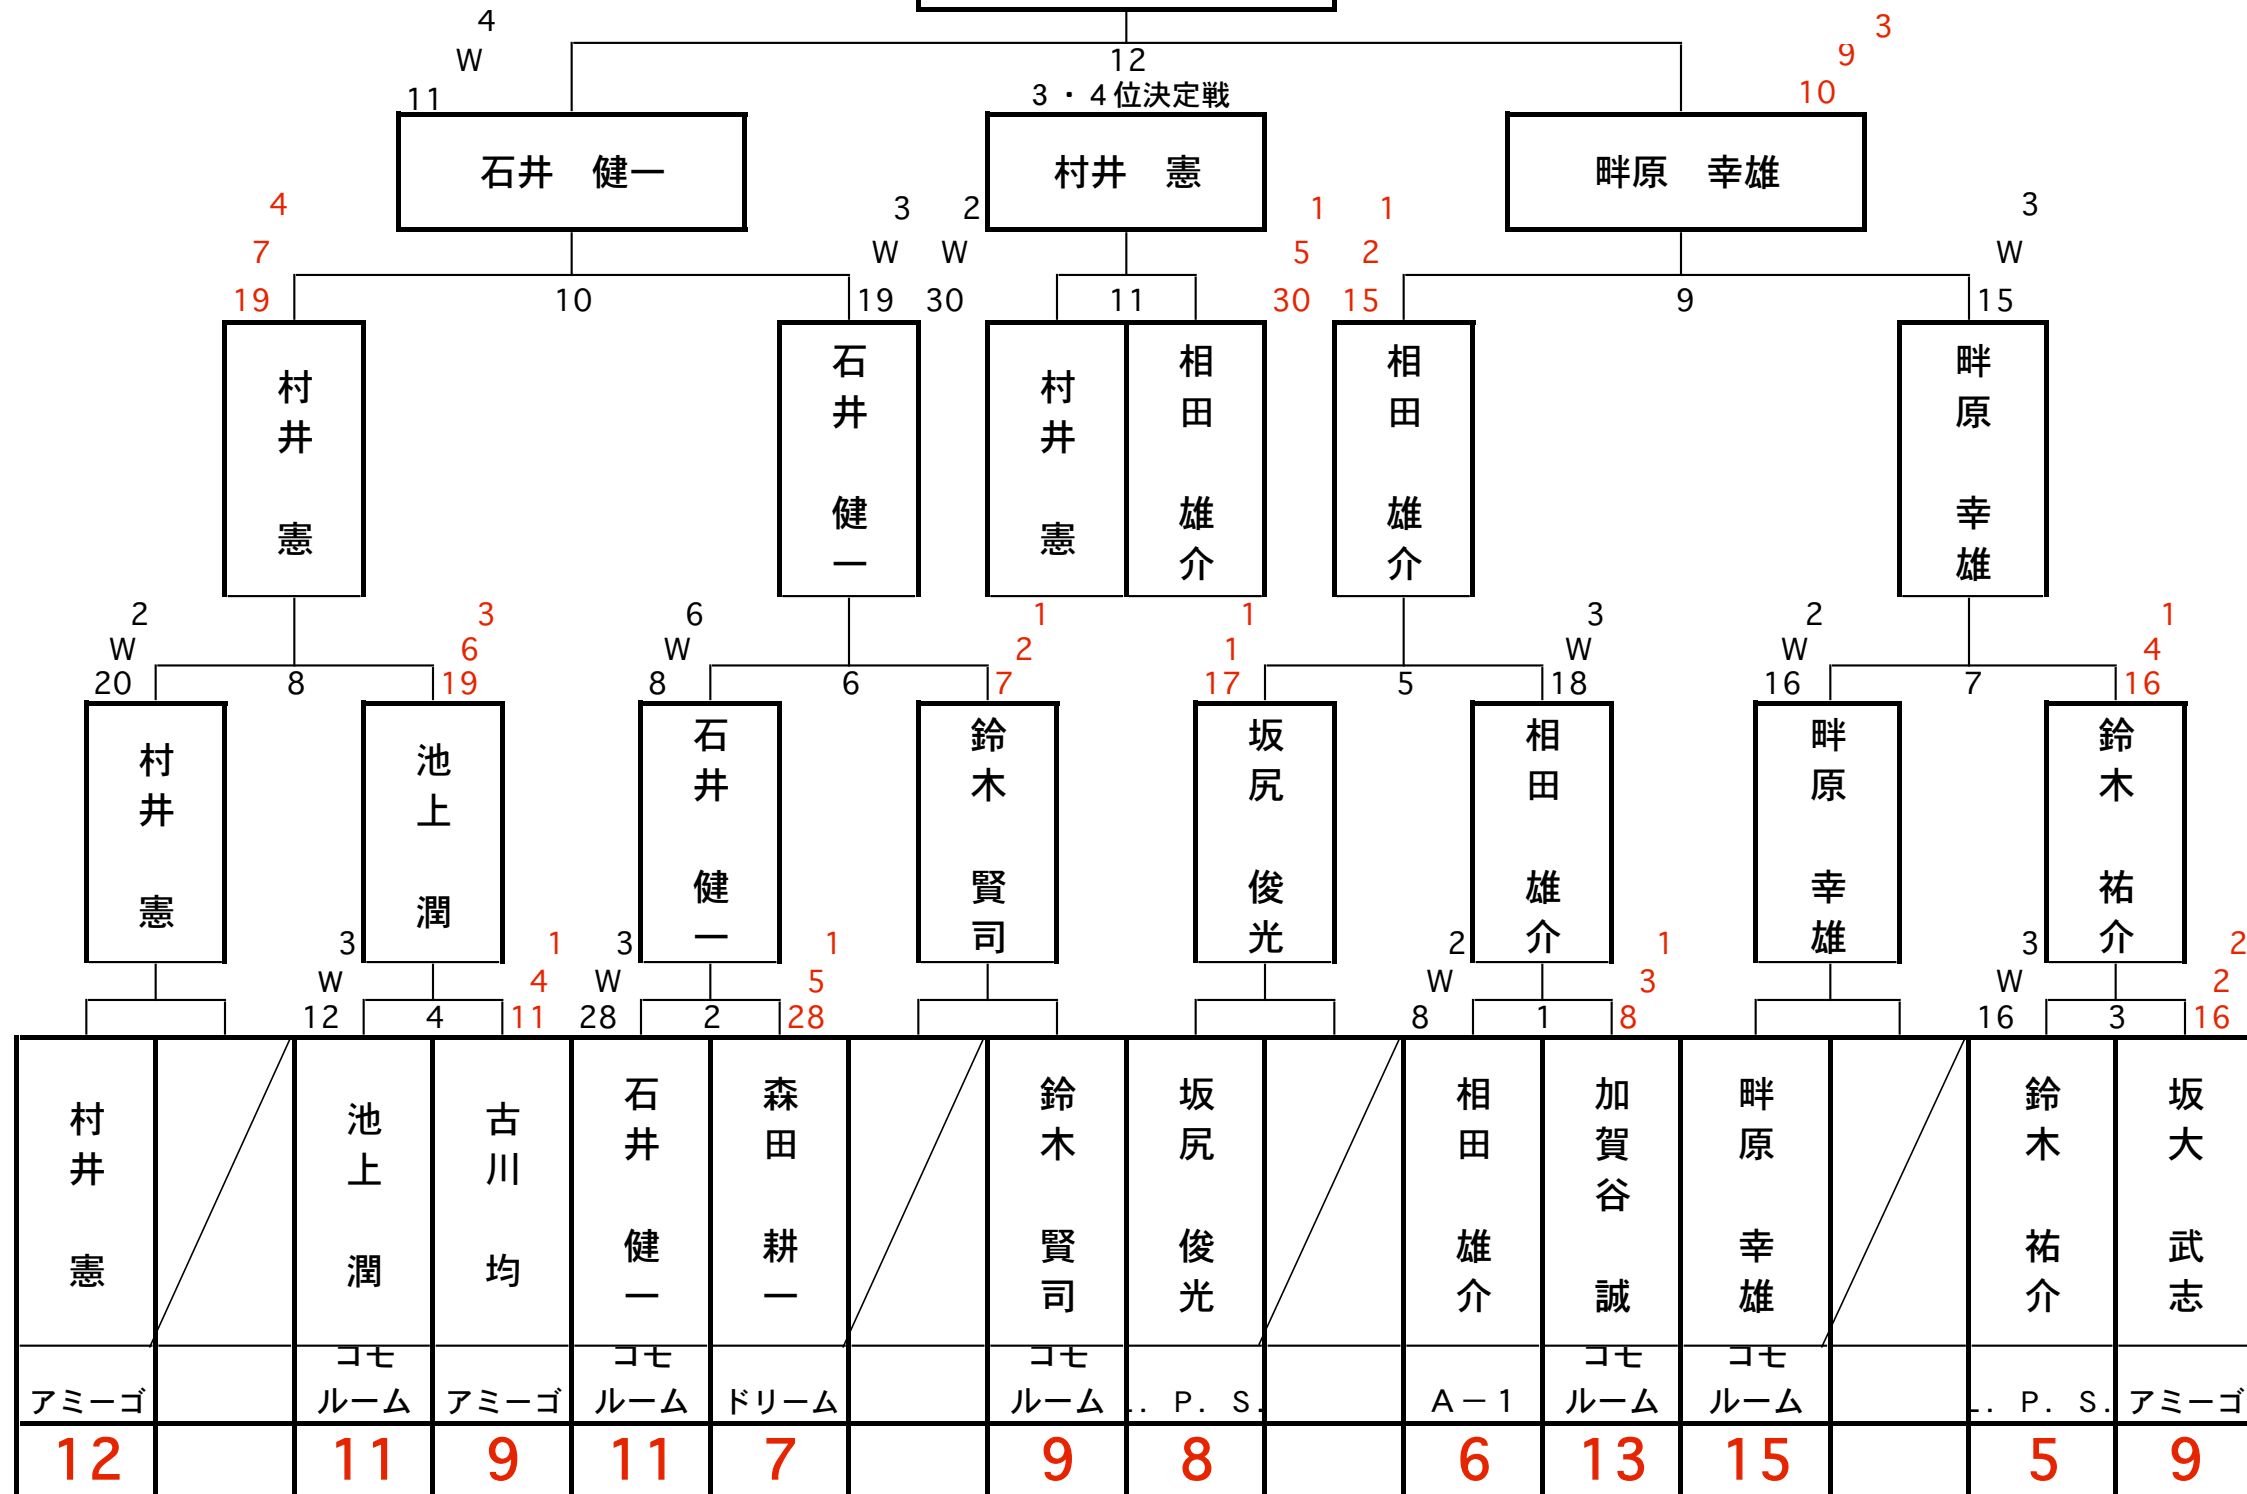 4
3
W
12
9
11
3・4位決定戦
10
石井　健一
村井　憲
畔原　幸雄
4
3
2
1
1
3
7
W
W
5
2
W
19
10
19
30
11
30
15
9
15
村井　憲
石井　健一
村井　憲
相田　雄介
相田　雄介
畔原　幸雄
2
3
6
1
1
3
2
1
W
6
W
2
1
W
W
4
20
8
19
8
6
7
17
5
18
16
7
16
村井　憲
池上　潤
石井　健一
鈴木　賢司
坂尻　俊光
相田　雄介
畔原　幸雄
鈴木　祐介
3
1
3
1
2
1
3
2
W
4
W
5
W
3
W
2
12
4
11
28
2
28
8
1
8
16
3
16
村井　憲
池上　潤
古川　均
石井　健一
森田　耕一
鈴木　賢司
坂尻　俊光
相田　雄介
加賀谷　誠
畔原　幸雄
鈴木　祐介
坂大　武志
アミーゴ
コモルーム
アミーゴ
コモルーム
ドリーム
コモルーム
L. P. S.
A－1
コモルーム
コモルーム
L. P. S.
アミーゴ
12
11
9
11
7
9
8
6
13
15
5
9